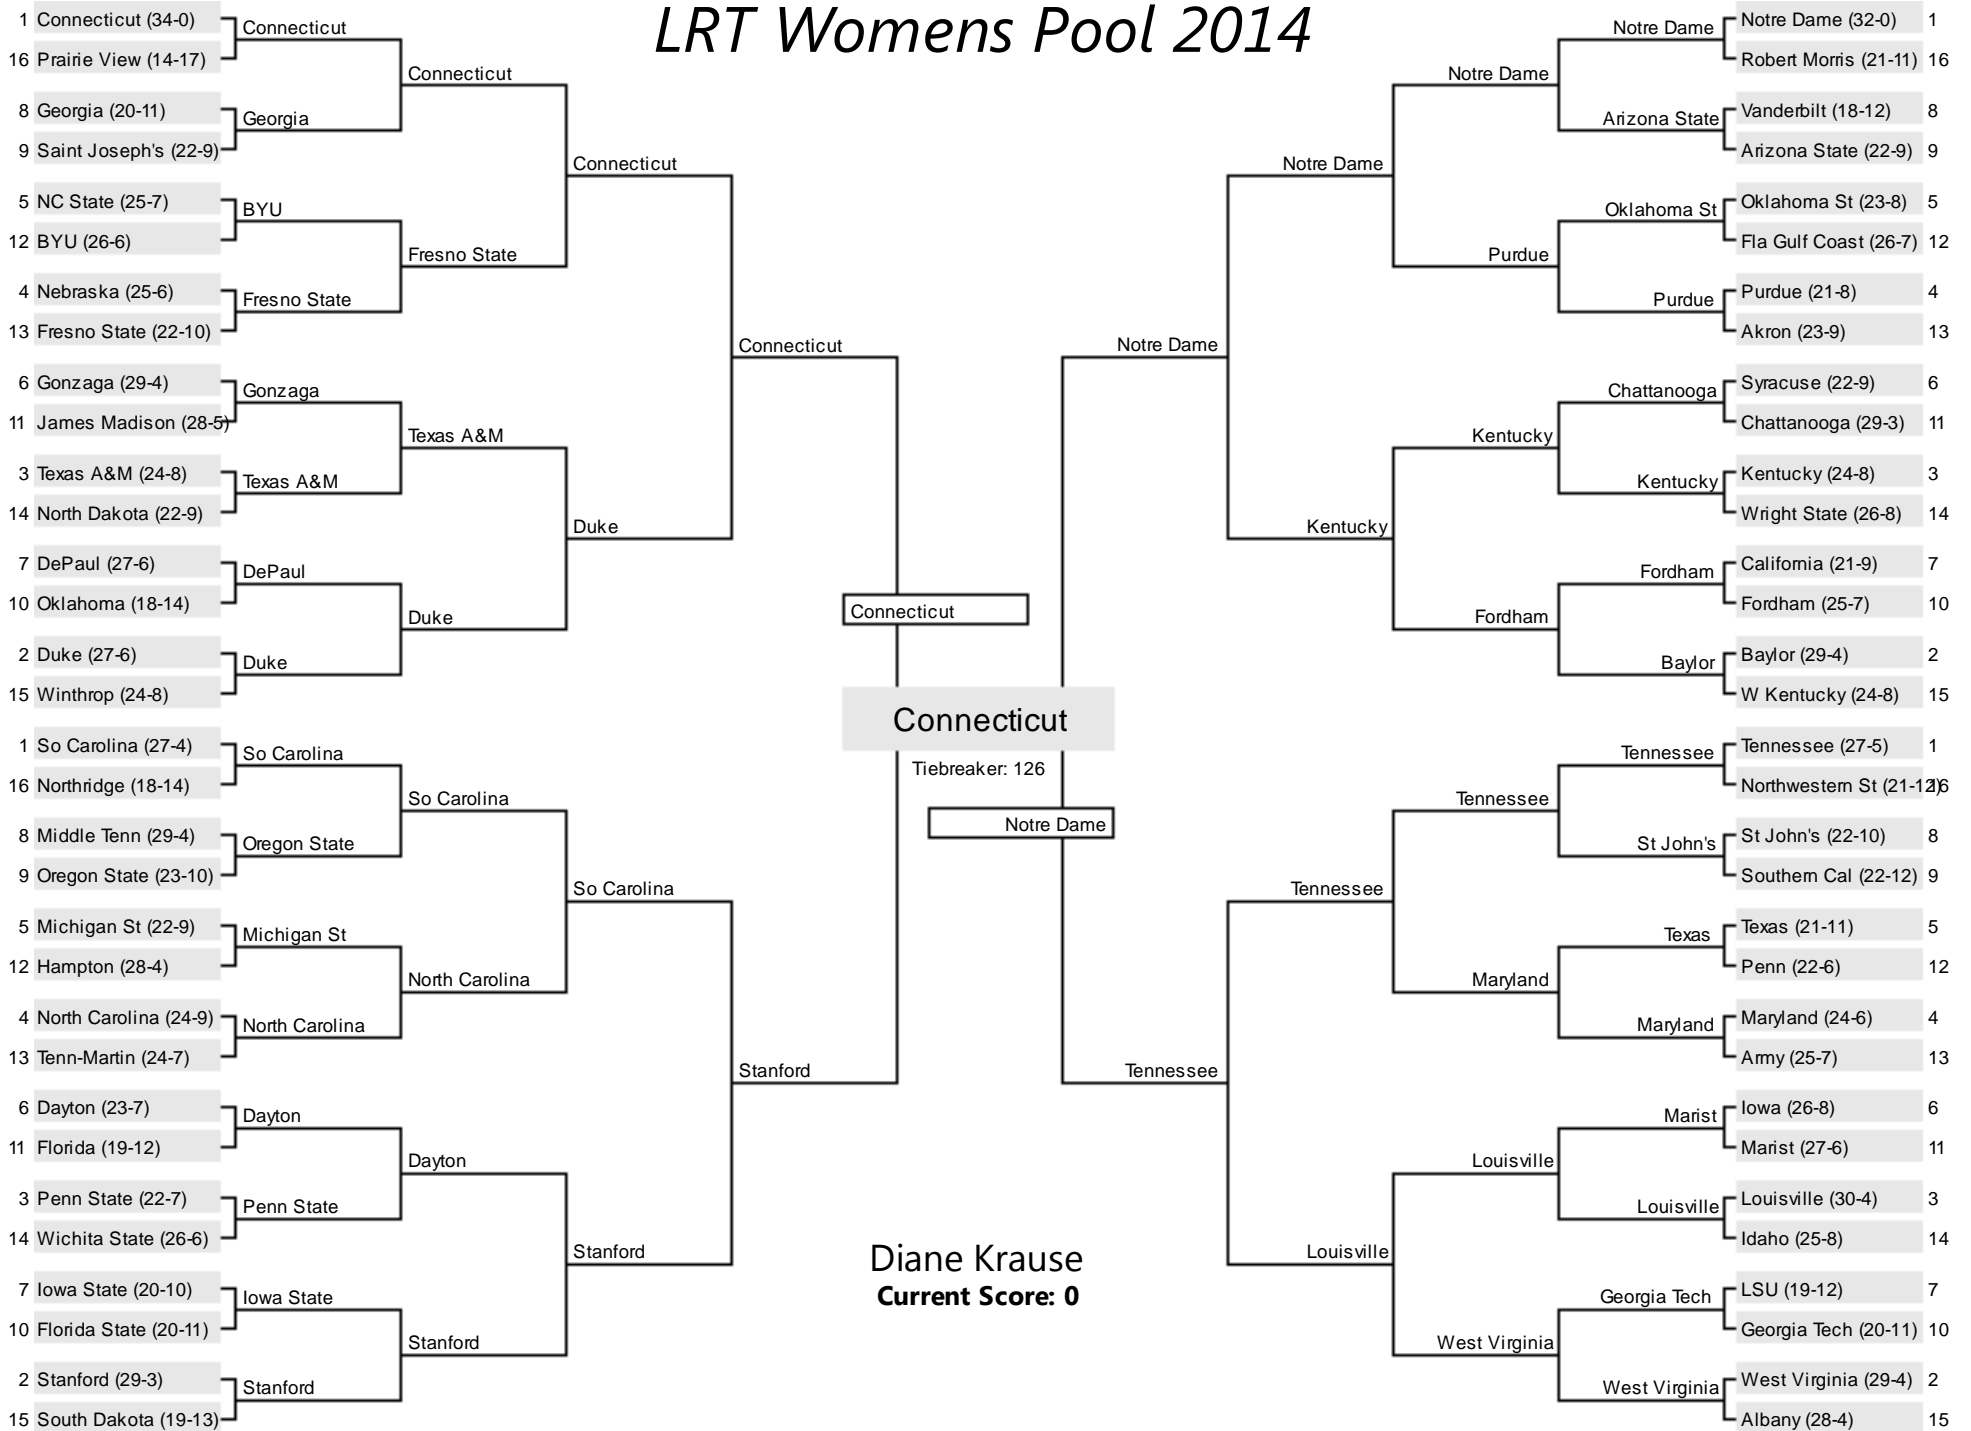 LRT Womens Pool 2014
1 Connecticut (34-0)
16 Prairie View (14-17)
8 Georgia (20-11)
9 Saint Joseph's (22-9)
5 NC State (25-7)
12 BYU (26-6)
4 Nebraska (25-6)
13 Fresno State (22-10)
6 Gonzaga (29-4)
11 James Madison (28-5)
3 Texas A&M (24-8)
14 North Dakota (22-9)
7 DePaul (27-6)
10 Oklahoma (18-14)
2 Duke (27-6)
15 Winthrop (24-8)
1 So Carolina (27-4)
16 Northridge (18-14)
8 Middle Tenn (29-4)
9 Oregon State (23-10)
5 Michigan St (22-9)
12 Hampton (28-4)
4 North Carolina (24-9)
13 Tenn-Martin (24-7)
6 Dayton (23-7)
11 Florida (19-12)
3 Penn State (22-7)
14 Wichita State (26-6)
7 Iowa State (20-10)
10 Florida State (20-11)
2 Stanford (29-3)
15 South Dakota (19-13)
Connecticut
Georgia
BYU
Fresno State
Gonzaga
Texas A&M
DePaul
Duke
So Carolina
Oregon State
Michigan St
North Carolina
Dayton
Penn State
Iowa State
Stanford
Connecticut
Fresno State
Texas A&M
Duke
So Carolina
North Carolina
Dayton
Stanford
Connecticut
Duke
So Carolina
Stanford
Connecticut
Stanford
Connecticut
Connecticut
Tiebreaker: 126
Notre Dame
Diane Krause
Current Score: 0
Notre Dame
Tennessee
Notre Dame
Kentucky
Tennessee
Louisville
Notre Dame
Purdue
Kentucky
Fordham
Tennessee
Maryland
Louisville
West Virginia
Notre Dame
Arizona State
Oklahoma St
Purdue
Chattanooga
Kentucky
Fordham
Baylor
Tennessee
St John's
Texas
Maryland
Marist
Louisville
Georgia Tech
West Virginia
Notre Dame (32-0) 1
Robert Morris (21-11) 16
Vanderbilt (18-12) 8
Arizona State (22-9) 9
Oklahoma St (23-8) 5
Fla Gulf Coast (26-7) 12
Purdue (21-8) 4
Akron (23-9) 13
Syracuse (22-9) 6
Chattanooga (29-3) 11
Kentucky (24-8) 3
Wright State (26-8) 14
California (21-9) 7
Fordham (25-7) 10
Baylor (29-4) 2
W Kentucky (24-8) 15
Tennessee (27-5) 1
Northwestern St (21-12) 16
St John's (22-10) 8
Southern Cal (22-12) 9
Texas (21-11) 5
Penn (22-6) 12
Maryland (24-6) 4
Army (25-7) 13
Iowa (26-8) 6
Marist (27-6) 11
Louisville (30-4) 3
Idaho (25-8) 14
LSU (19-12) 7
Georgia Tech (20-11) 10
West Virginia (29-4) 2
Albany (28-4) 15